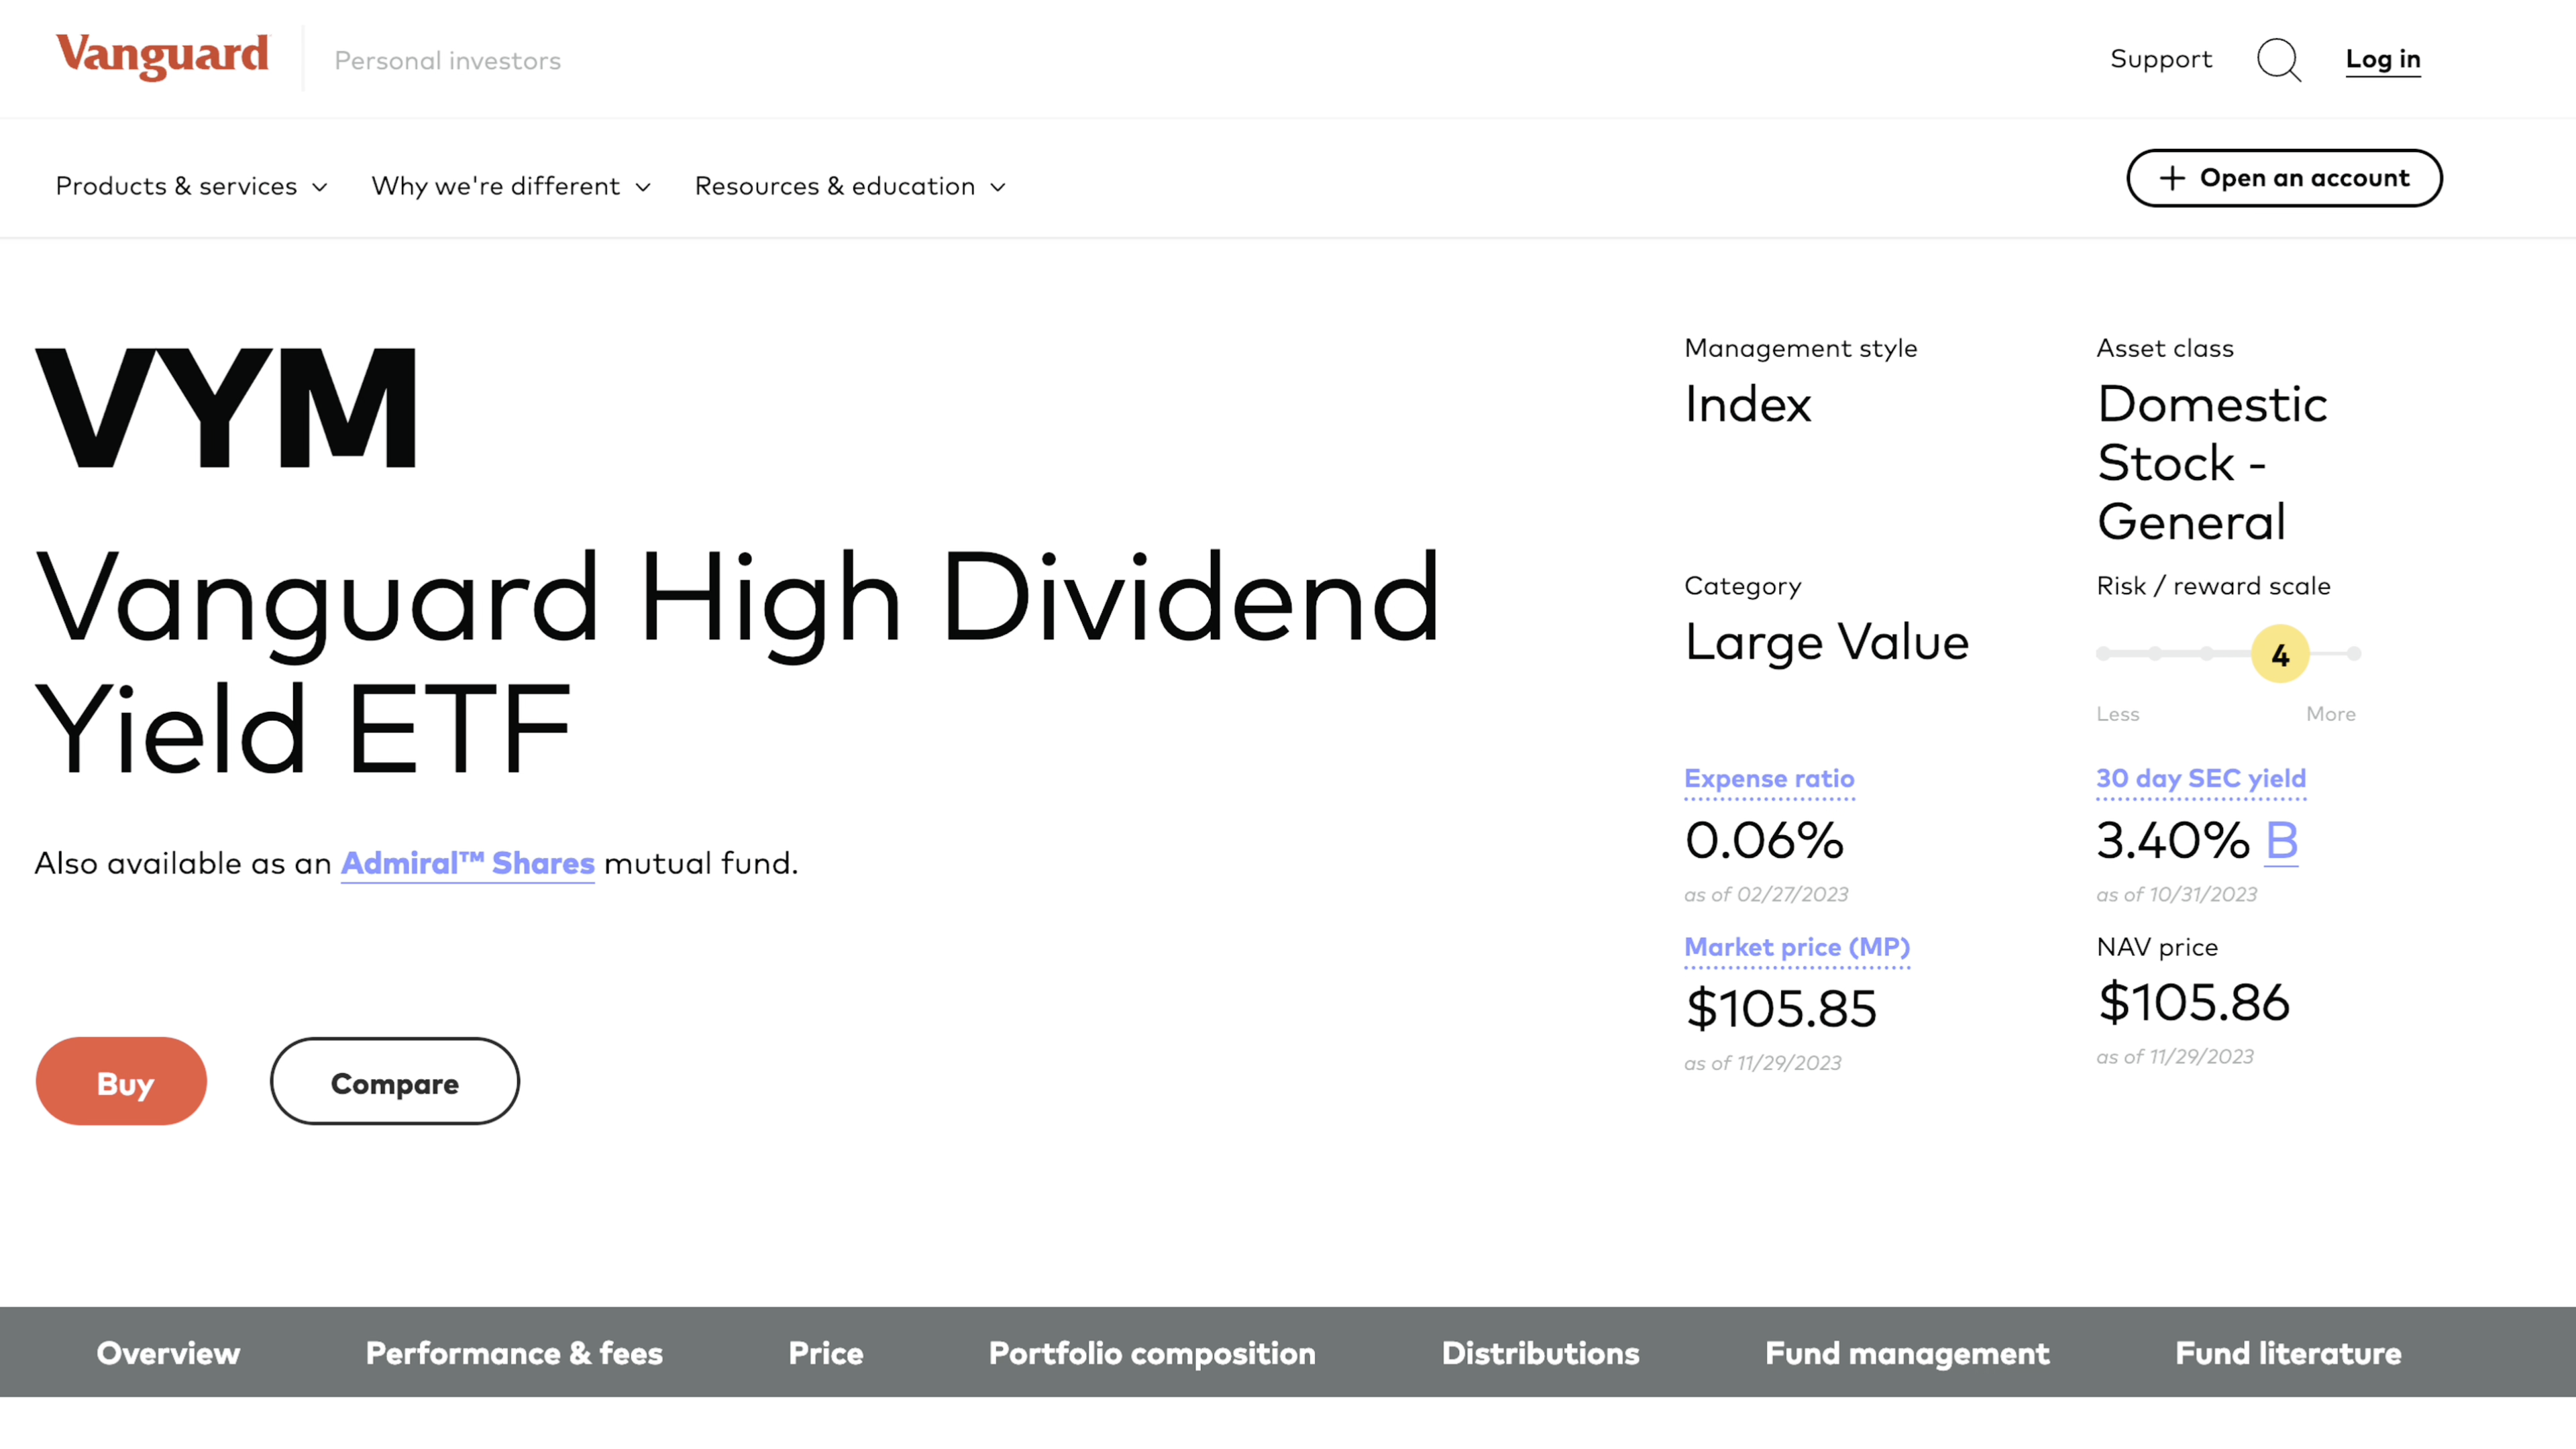 Vanguard
Personal investors
Support
Log in
Products & services
Why we're different
Resources & education
+ Open an account
VYM
Vanguard High Dividend
Yield ETF
Also available as an Admiral™ Shares mutual fund.
Buy
Compare
Management style
Index
Asset class
Domestic
Stock -
General
Category
Large Value
Risk / reward scale
4
Less
More
Expense ratio
0.06%
as of 02/27/2023
30 day SEC yield
3.40% B
as of 10/31/2023
Market price (MP)
$105.85
as of 11/29/2023
NAV price
$105.86
as of 11/29/2023
Overview
Performance & fees
Price
Portfolio composition
Distributions
Fund management
Fund literature